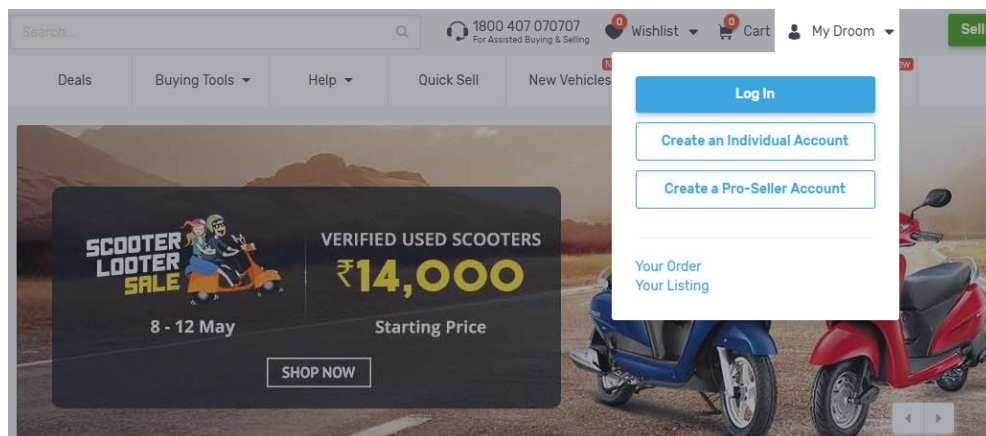 Search...
1800 407 070707
For Assisted Buying & Selling
0
Wishlist
0
Cart
My Droom
Sell
Deals
Buying Tools
Help
Quick Sell
New Vehicles
Log In
Create an Individual Account
Create a Pro-Seller Account
Your Order
Your Listing
SCOOTER
LOOTER
SALE
8 - 12 May
VERIFIED USED SCOOTERS
₹14,000
Starting Price
SHOP NOW